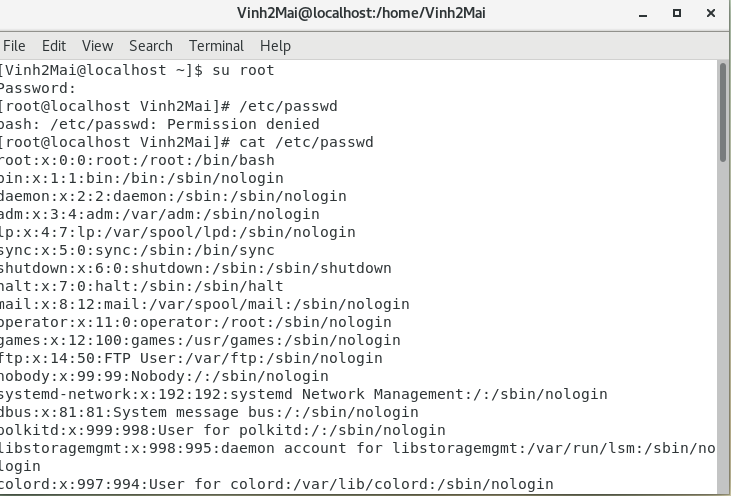 Vinh2Mai@localhost:/home/Vinh2Mai
File Edit View Search Terminal Help
[Vinh2Mai@localhost ~]$ su root
Password:
[root@localhost Vinh2Mai]# /etc/passwd
bash: /etc/passwd: Permission denied
[root@localhost Vinh2Mai]# cat /etc/passwd
root:x:0:0:root:/root:/bin/bash
bin:x:1:1:bin:/bin:/sbin/nologin
daemon:x:2:2:daemon:/sbin:/sbin/nologin
adm:x:3:4:adm:/var/adm:/sbin/nologin
lp:x:4:7:lp:/var/spool/lpd:/sbin/nologin
sync:x:5:0:sync:/sbin:/bin/sync
shutdown:x:6:0:shutdown:/sbin:/sbin/shutdown
halt:x:7:0:halt:/sbin:/sbin/halt
mail:x:8:12:mail:/var/spool/mail:/sbin/nologin
operator:x:11:0:operator:/root:/sbin/nologin
games:x:12:100:games:/usr/games:/sbin/nologin
ftp:x:14:50:FTP User:/var/ftp:/sbin/nologin
nobody:x:99:99:Nobody:/:/sbin/nologin
systemd-network:x:192:192:systemd Network Management:/:/sbin/nologin
dbus:x:81:81:System message bus:/:/sbin/nologin
polkitd:x:999:998:User for polkitd:/:/sbin/nologin
libstoragemgmt:x:998:995:daemon account for libstoragemgmt:/var/run/lsm:/sbin/no
login
colord:x:997:994:User for colord:/var/lib/colord:/sbin/nologin